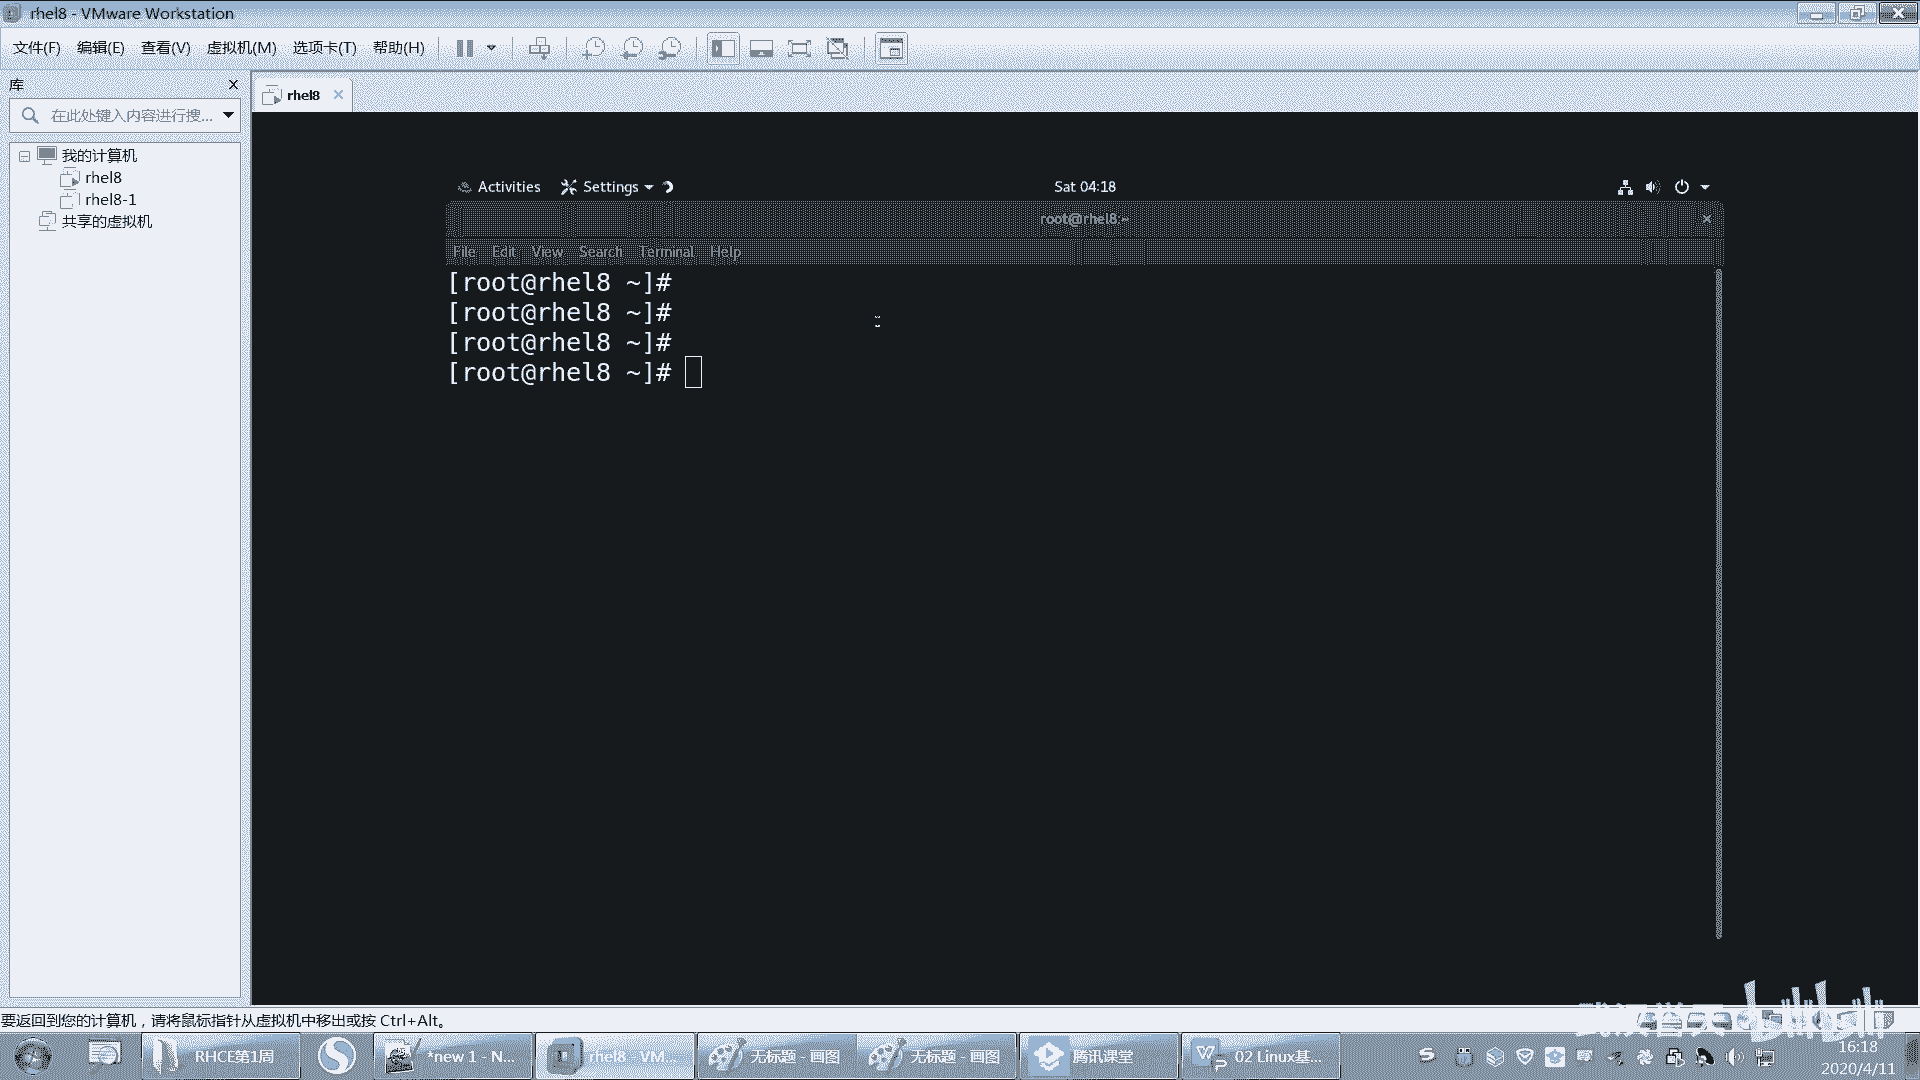 rhel8 - VMware Workstation
文件(F) 编辑(E) 查看(V) 虚拟机(M) 选项卡(T) 帮助(H)
库
rhel8
在此处键入内容进行搜...
我的计算机
rhel8
rhel8-1
共享的虚拟机
Activities Settings Sat 04:18
root@rhel8:~
File Edit View Search Terminal Help
[root@rhel8 ~]#
[root@rhel8 ~]#
[root@rhel8 ~]#
[root@rhel8 ~]#
要返回到您的计算机，请将鼠标指针从虚拟机中移出或按 Ctrl+Alt。
bilibili
RHCE第1周 *new 1 - N... rhel8 - VM... 无标题 - 画图 无标题 - 画图 腾讯课堂 02 Linux基...
16:18
2020/4/11